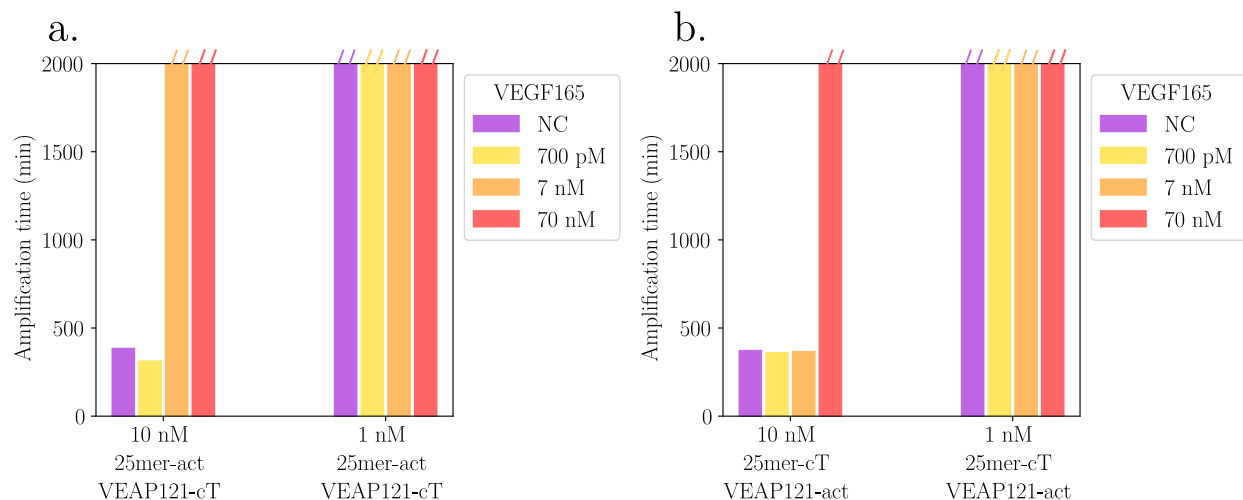 a.
Amplification time (min)
2000
1500
1000
500
0
10 nM
25mer-act
VEAP121-cT
1 nM
25mer-act
VEAP121-cT
VEGF165
NC
700 pM
7 nM
70 nM
b.
Amplification time (min)
2000
1500
1000
500
0
10 nM
25mer-cT
VEAP121-act
1 nM
25mer-cT
VEAP121-act
VEGF165
NC
700 pM
7 nM
70 nM